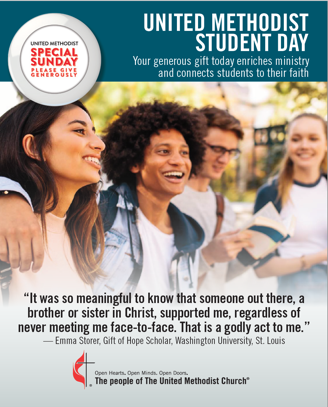 UNITED METHODIST
STUDENT DAY
Your generous gift today enriches ministry
and connects students to their faith
UNITED METHODIST
SPECIAL
SUNDAY
PLEASE GIVE
GENEROUSLY
“It was so meaningful to know that someone out there, a
brother or sister in Christ, supported me, regardless of
never meeting me face-to-face. That is a godly act to me.”
— Emma Storer, Gift of Hope Scholar, Washington University, St. Louis
Open Hearts. Open Minds. Open Doors.
The people of The United Methodist Church®